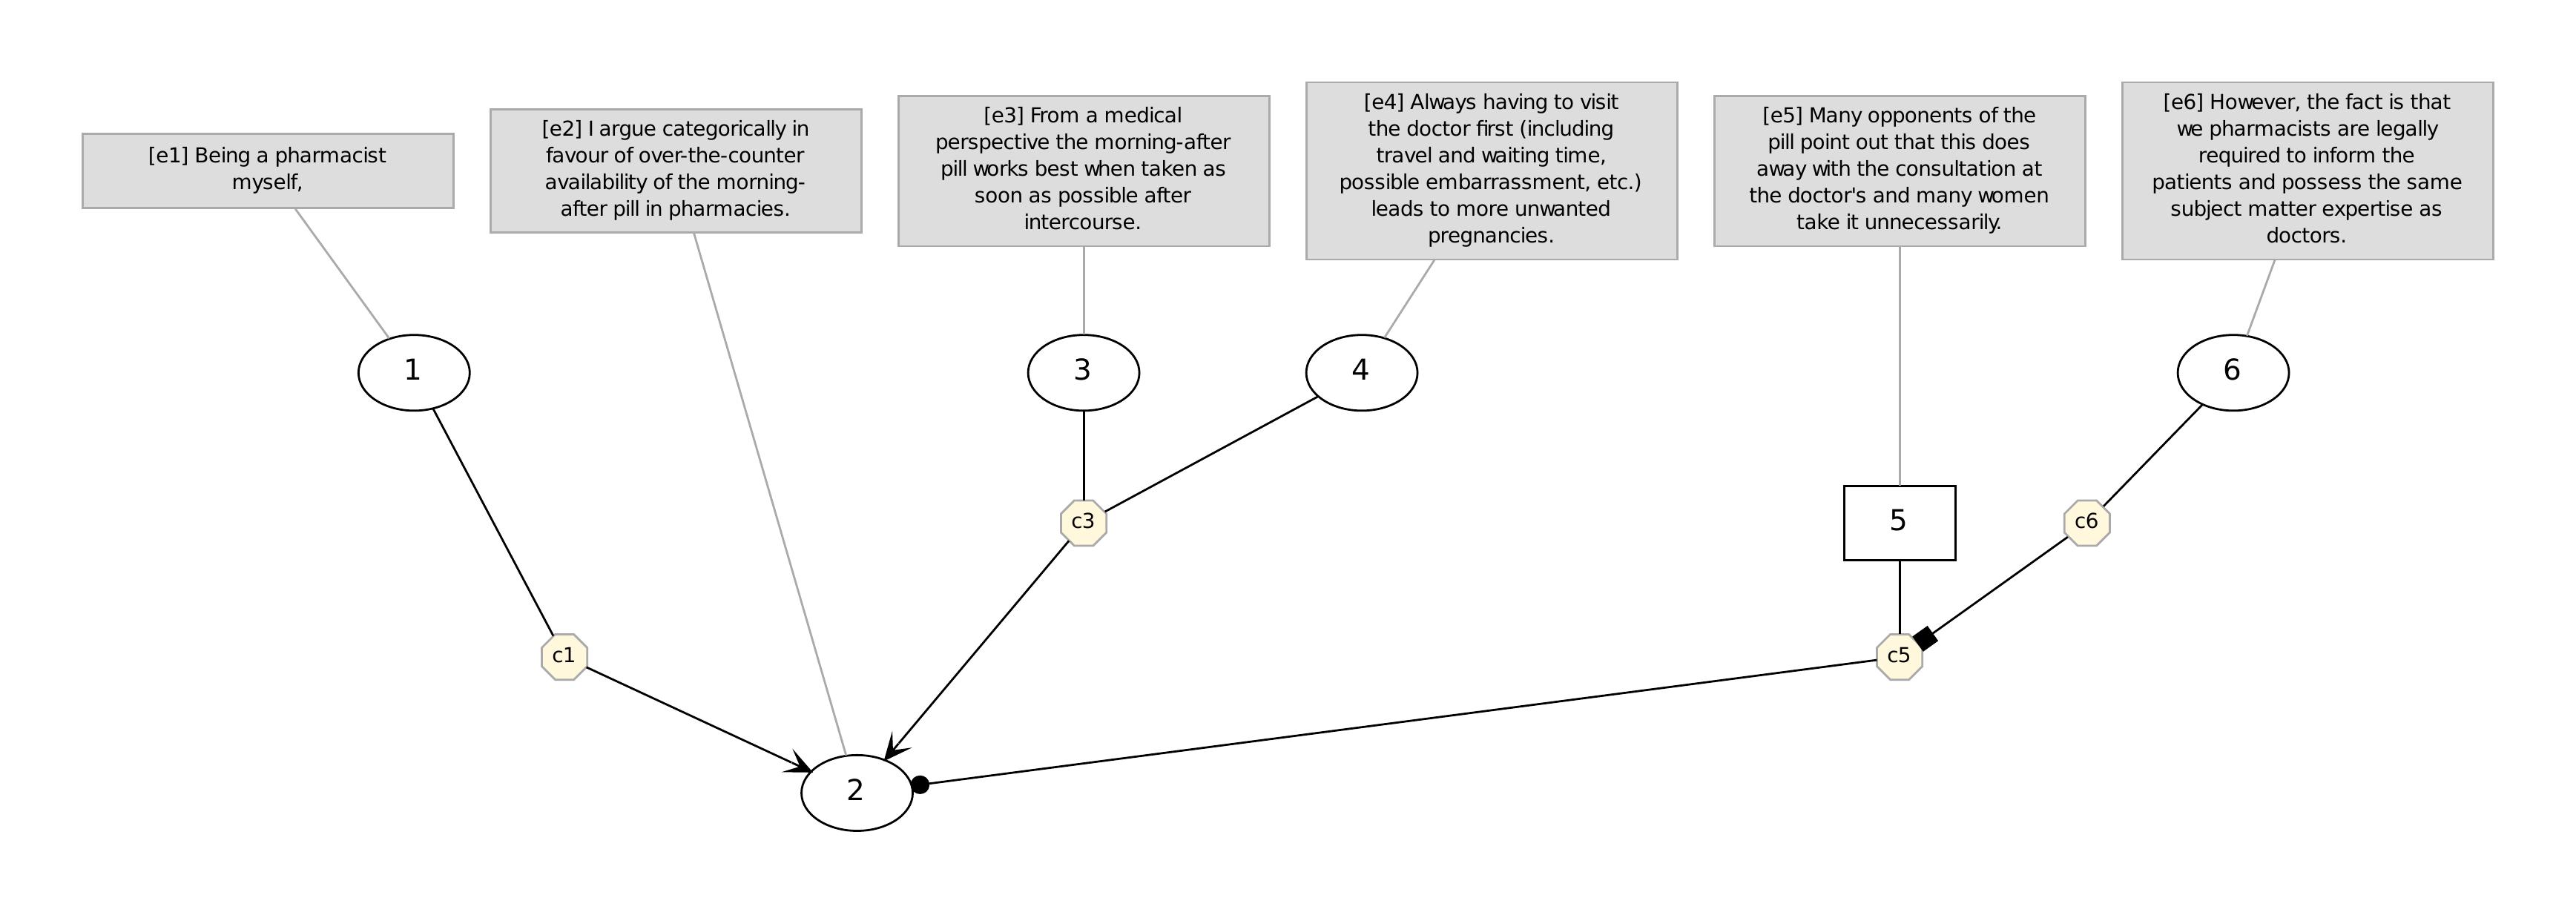 [e1] Being a pharmacist
myself,
[e2] I argue categorically in
favour of over-the-counter
availability of the morning-
after pill in pharmacies.
[e3] From a medical
perspective the morning-after
pill works best when taken as
soon as possible after
intercourse.
[e4] Always having to visit
the doctor first (including
travel and waiting time,
possible embarrassment, etc.)
leads to more unwanted
pregnancies.
[e5] Many opponents of the
pill point out that this does
away with the consultation at
the doctor's and many women
take it unnecessarily.
[e6] However, the fact is that
we pharmacists are legally
required to inform the
patients and possess the same
subject matter expertise as
doctors.
1
3
4
6
c3
5
c6
c1
c5
2